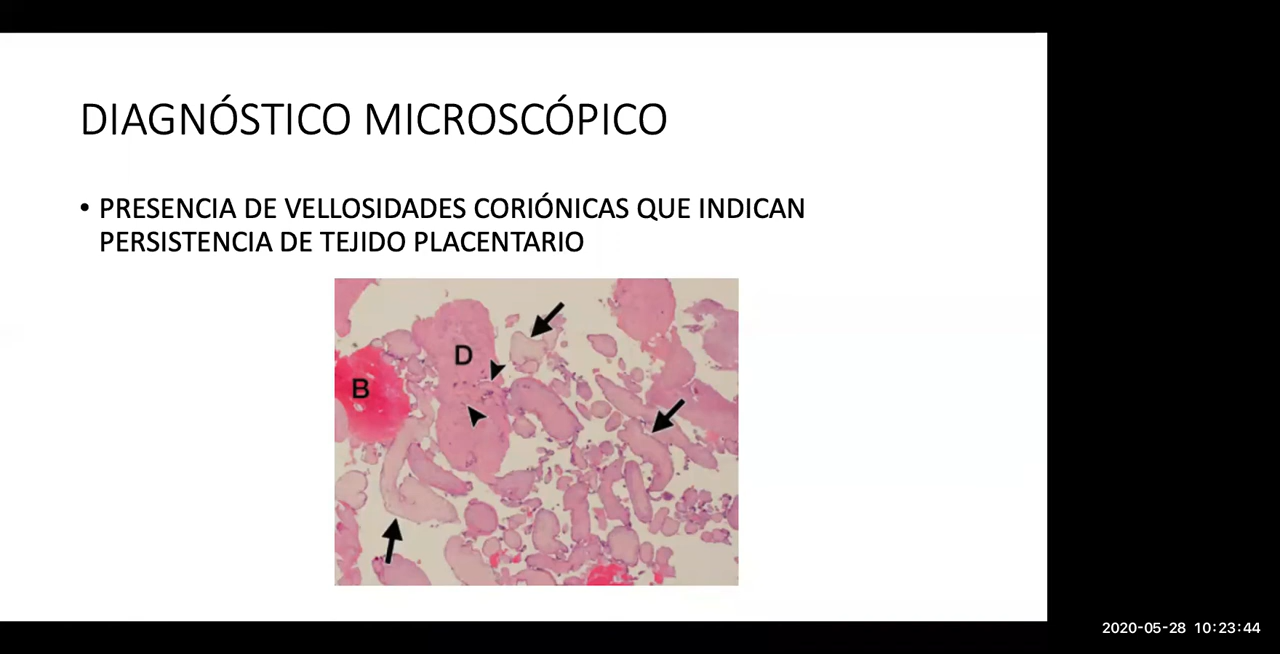 DIAGNÓSTICO MICROSCÓPICO
• PRESENCIA DE VELLOSIDADES CORIÓNICAS QUE INDICAN
PERSISTENCIA DE TEJIDO PLACENTARIO
D
B
2020-05-28 10:23:44